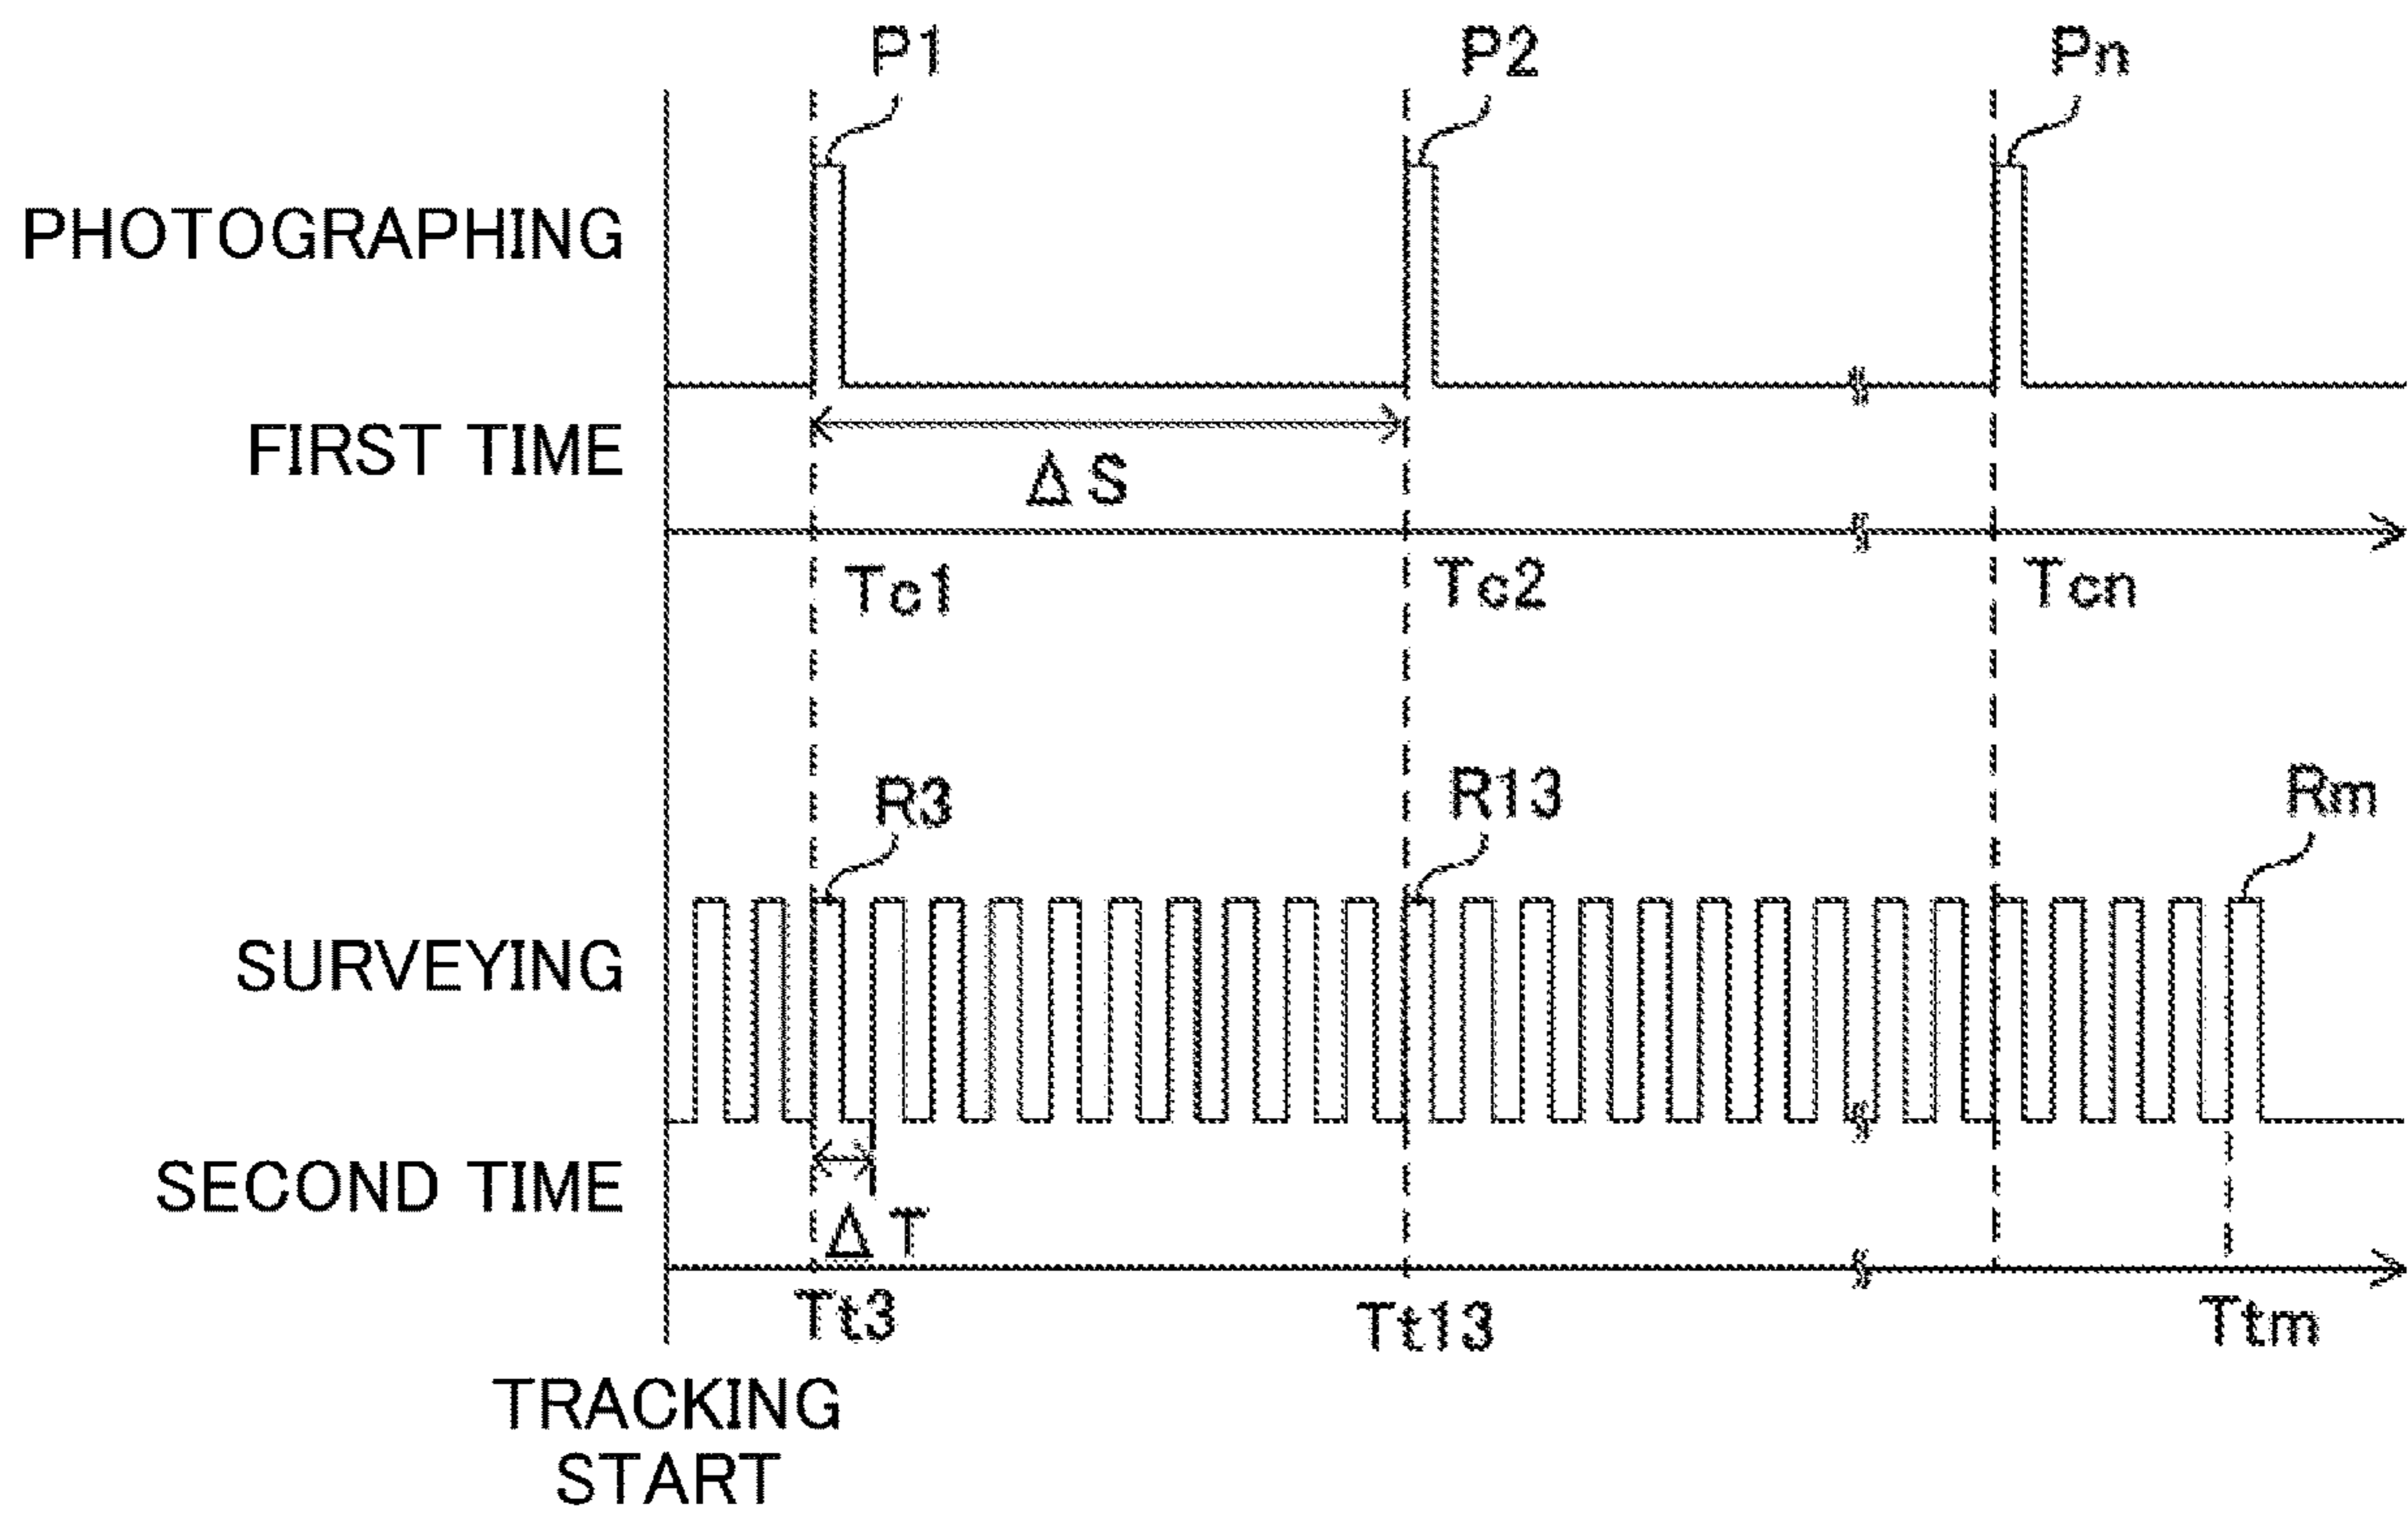 P1 P2 Pn
PHOTOGRAPHING
FIRST TIME
ΔS
Tc1 Tc2 Tcn
R3 R13 Rm
SURVEYING
SECOND TIME
ΔT
Tt3 Tt13 Ttm
TRACKING
START